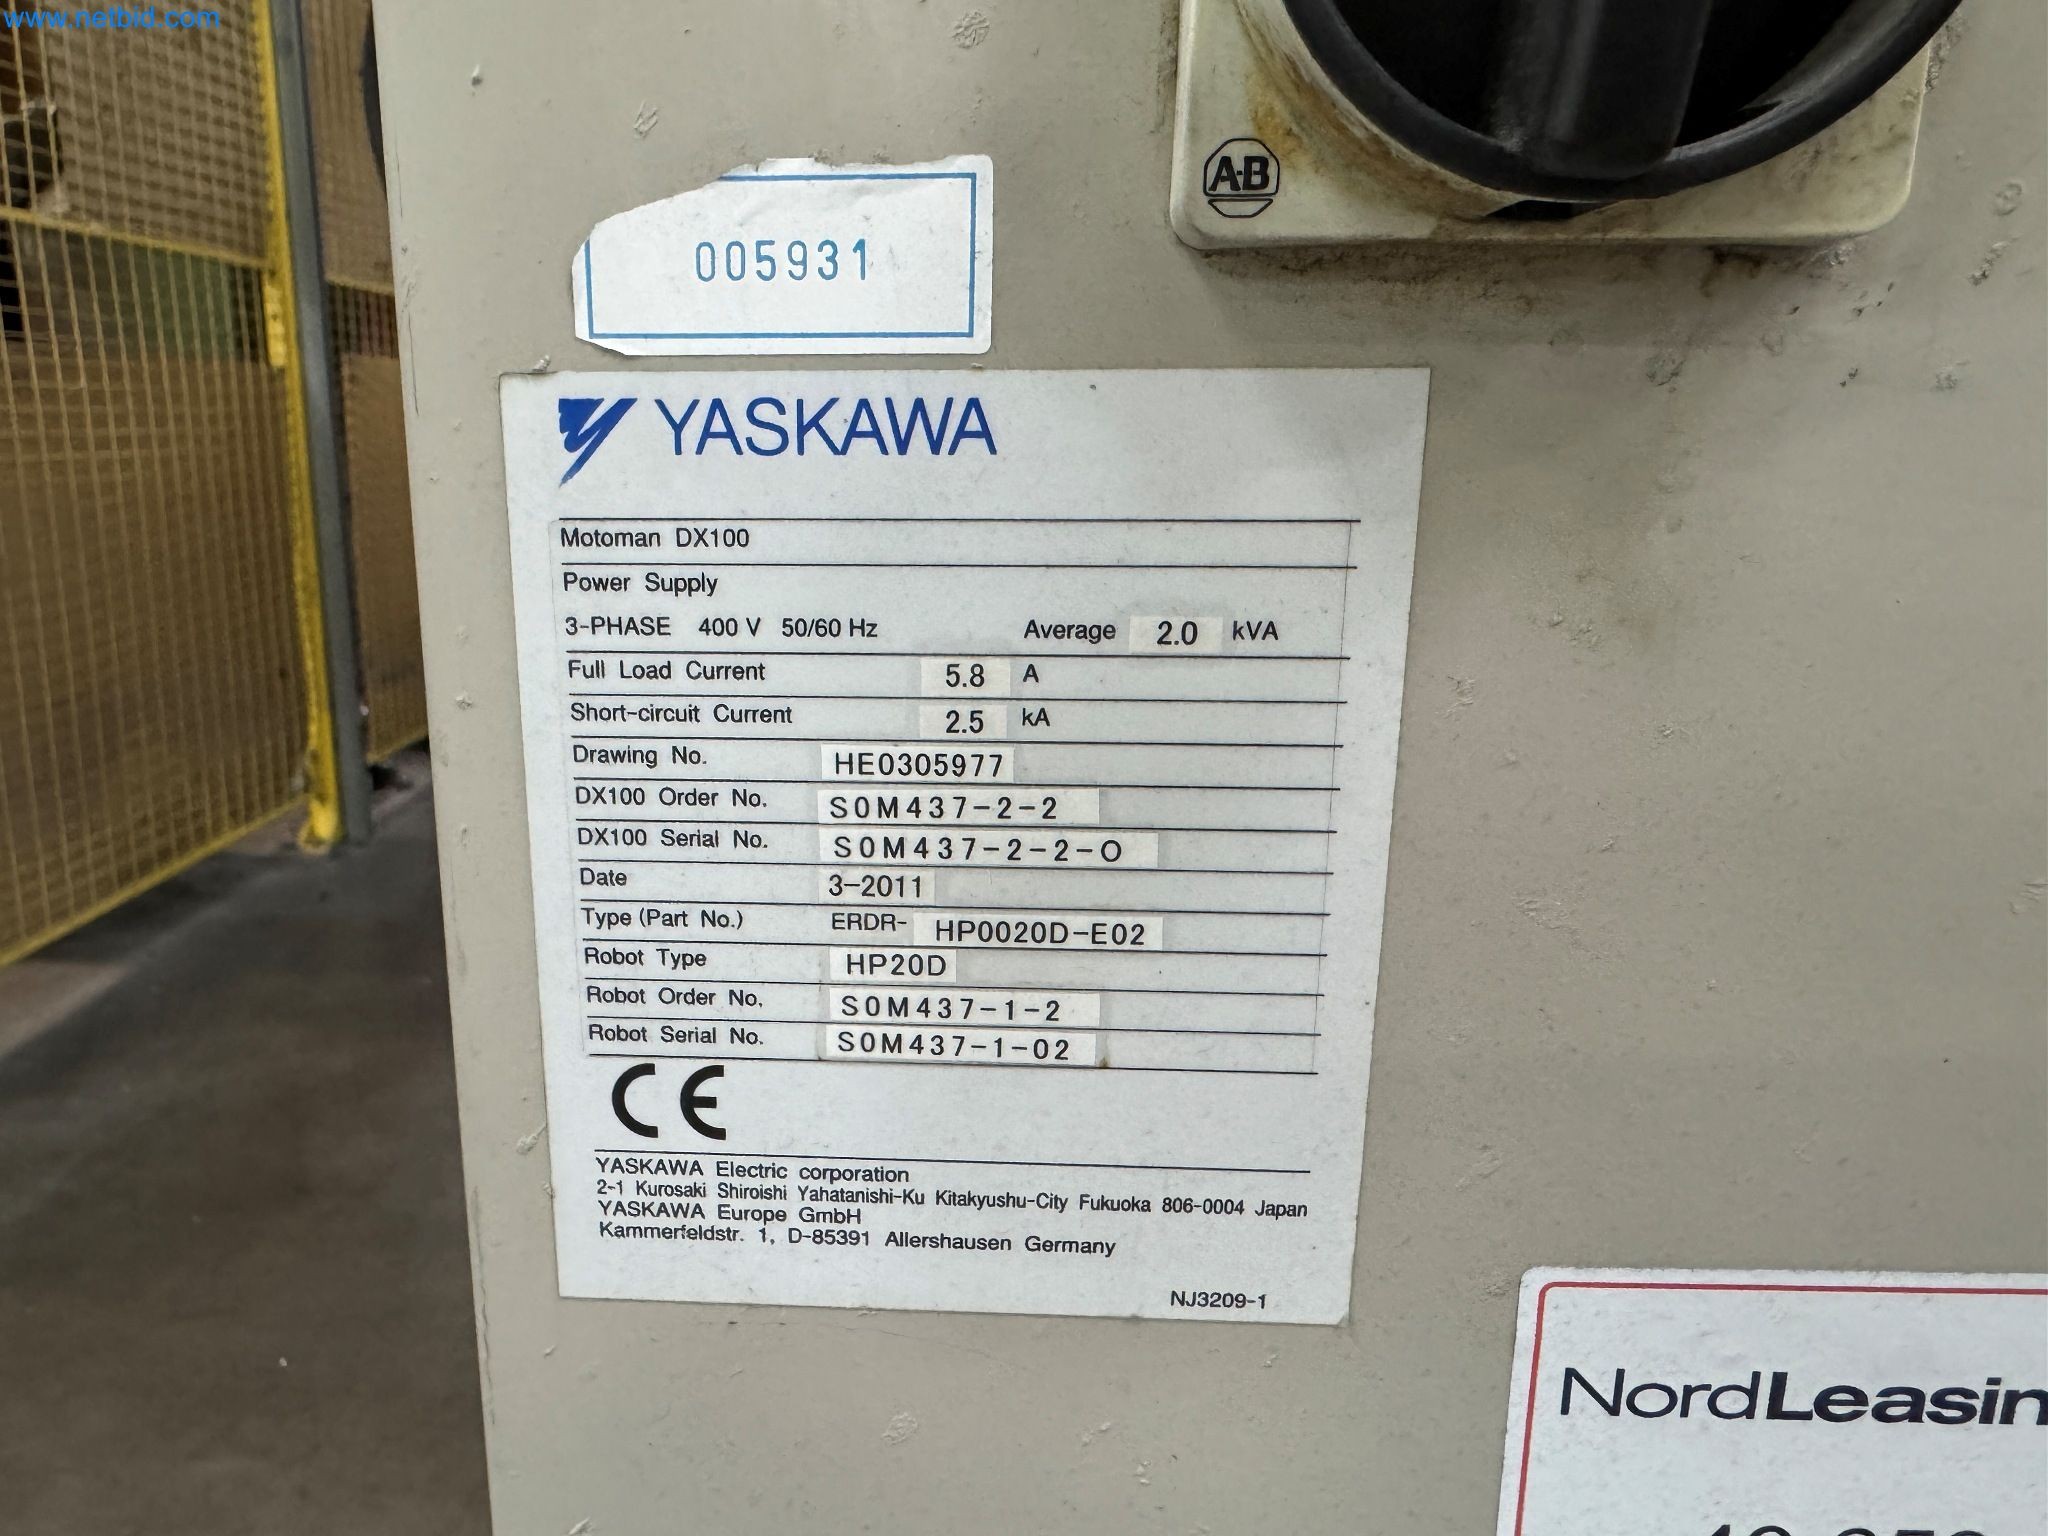 www.netbid.com
A-B
005931
YASKAWA
Motoman DX100
Power Supply
3-PHASE 400 V 50/60 Hz Average 2.0 kVA
Full Load Current 5.8 A
Short-circuit Current 2.5 kA
Drawing No. HE0305977
DX100 Order No. S0M437-2-2
DX100 Serial No. S0M437-2-2-0
Date 3-2011
Type (Part No.) ERDR- HP0020D-E02
Robot Type HP20D
Robot Order No. S0M437-1-2
Robot Serial No. S0M437-1-02
CE
YASKAWA Electric corporation
2-1 Kurosaki Shiroishi Yahatanishi-Ku Kitakyushu-City Fukuoka 806-0004 Japan
YASKAWA Europe GmbH
Kammerfeldstr. 1, D-85391 Allershausen Germany
NJ3209-1
NordLeasin